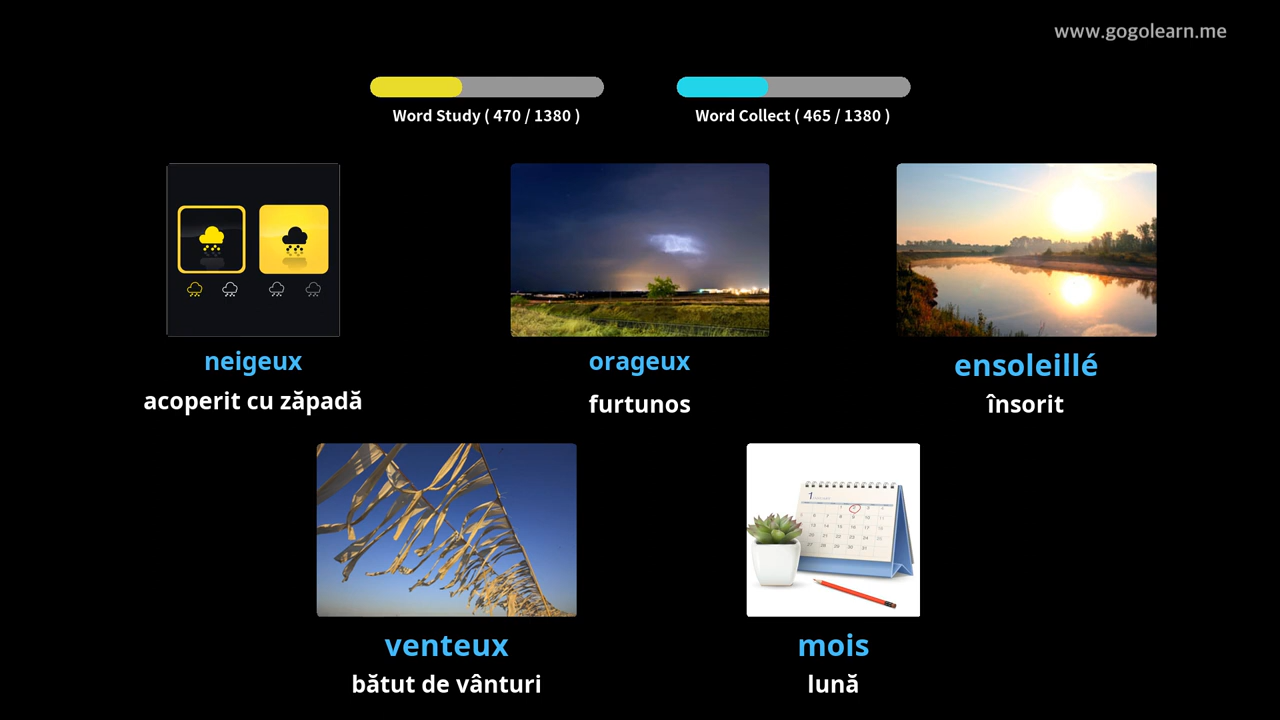 www.gogolearn.me
Word Study ( 470 / 1380 )
Word Collect ( 465 / 1380 )
neigeux
acoperit cu zăpadă
orageux
furtunos
ensoleillé
însorit
venteux
bătut de vânturi
mois
lună